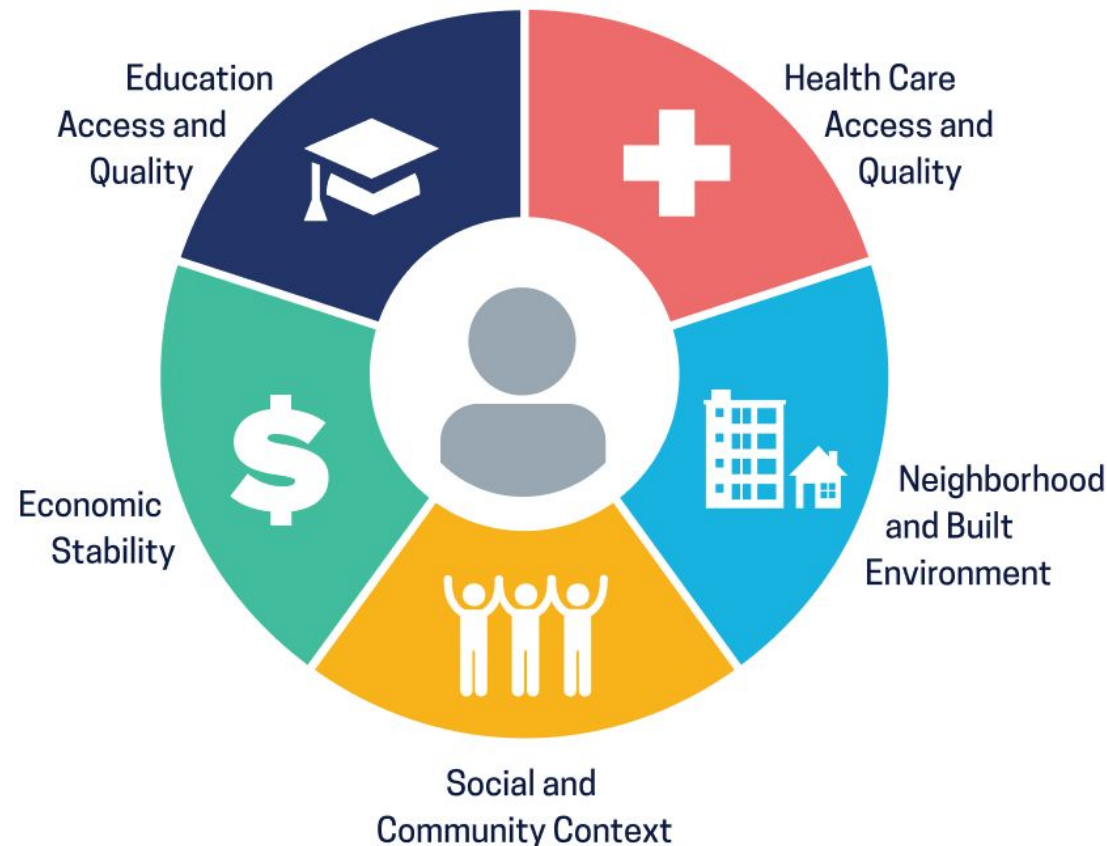 Education
Access and
Quality
Health Care
Access and
Quality
Economic
Stability
Neighborhood
and Built
Environment
Social and
Community Context